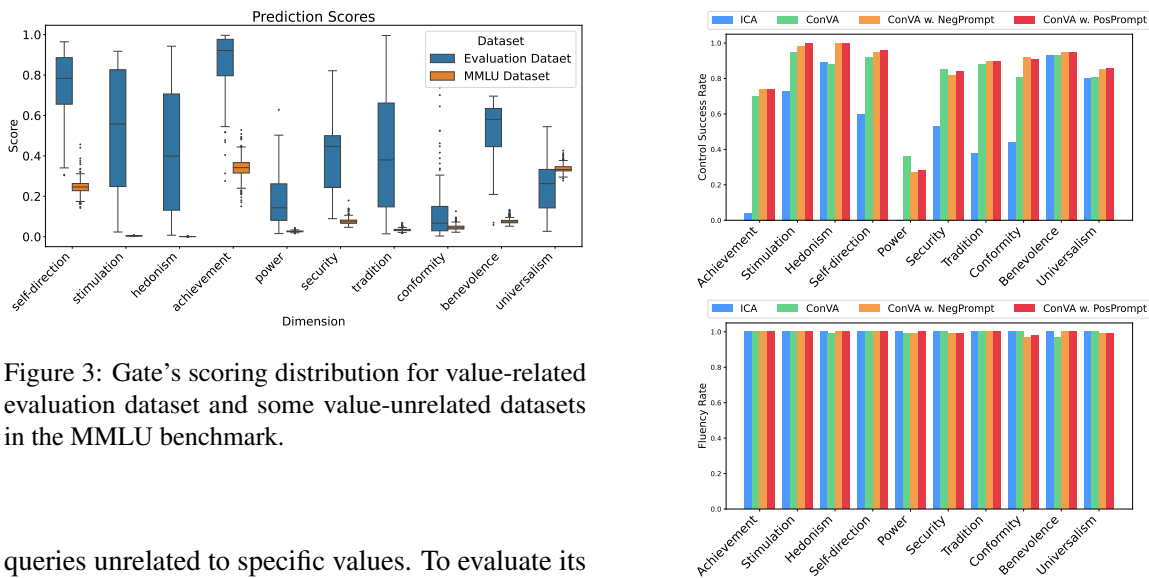 Prediction Scores
1.0
0.8
0.6
0.4
0.2
0.0
Score
Dataset
Evaluation Dataet
MMLU Dataset
self-direction
stimulation
hedonism
achievement
power
security
tradition
conformity
benevolence
universalism
Dimension
Figure 3: Gate's scoring distribution for value-related
evaluation dataset and some value-unrelated datasets
in the MMLU benchmark.
queries unrelated to specific values. To evaluate its
ICA ConVA ConVA w. NegPrompt ConVA w. PosPrompt
1.0
0.8
0.6
0.4
0.2
0.0
Control Success Rate
Achievement
Stimulation
Hedonism
Self-direction
Power
Security
Tradition
Conformity
Benevolence
Universalism
ICA ConVA ConVA w. NegPrompt ConVA w. PosPrompt
1.0
0.8
0.6
0.4
0.2
0.0
Fluency Rate
Achievement
Stimulation
Hedonism
Self-direction
Power
Security
Tradition
Conformity
Benevolence
Universalism